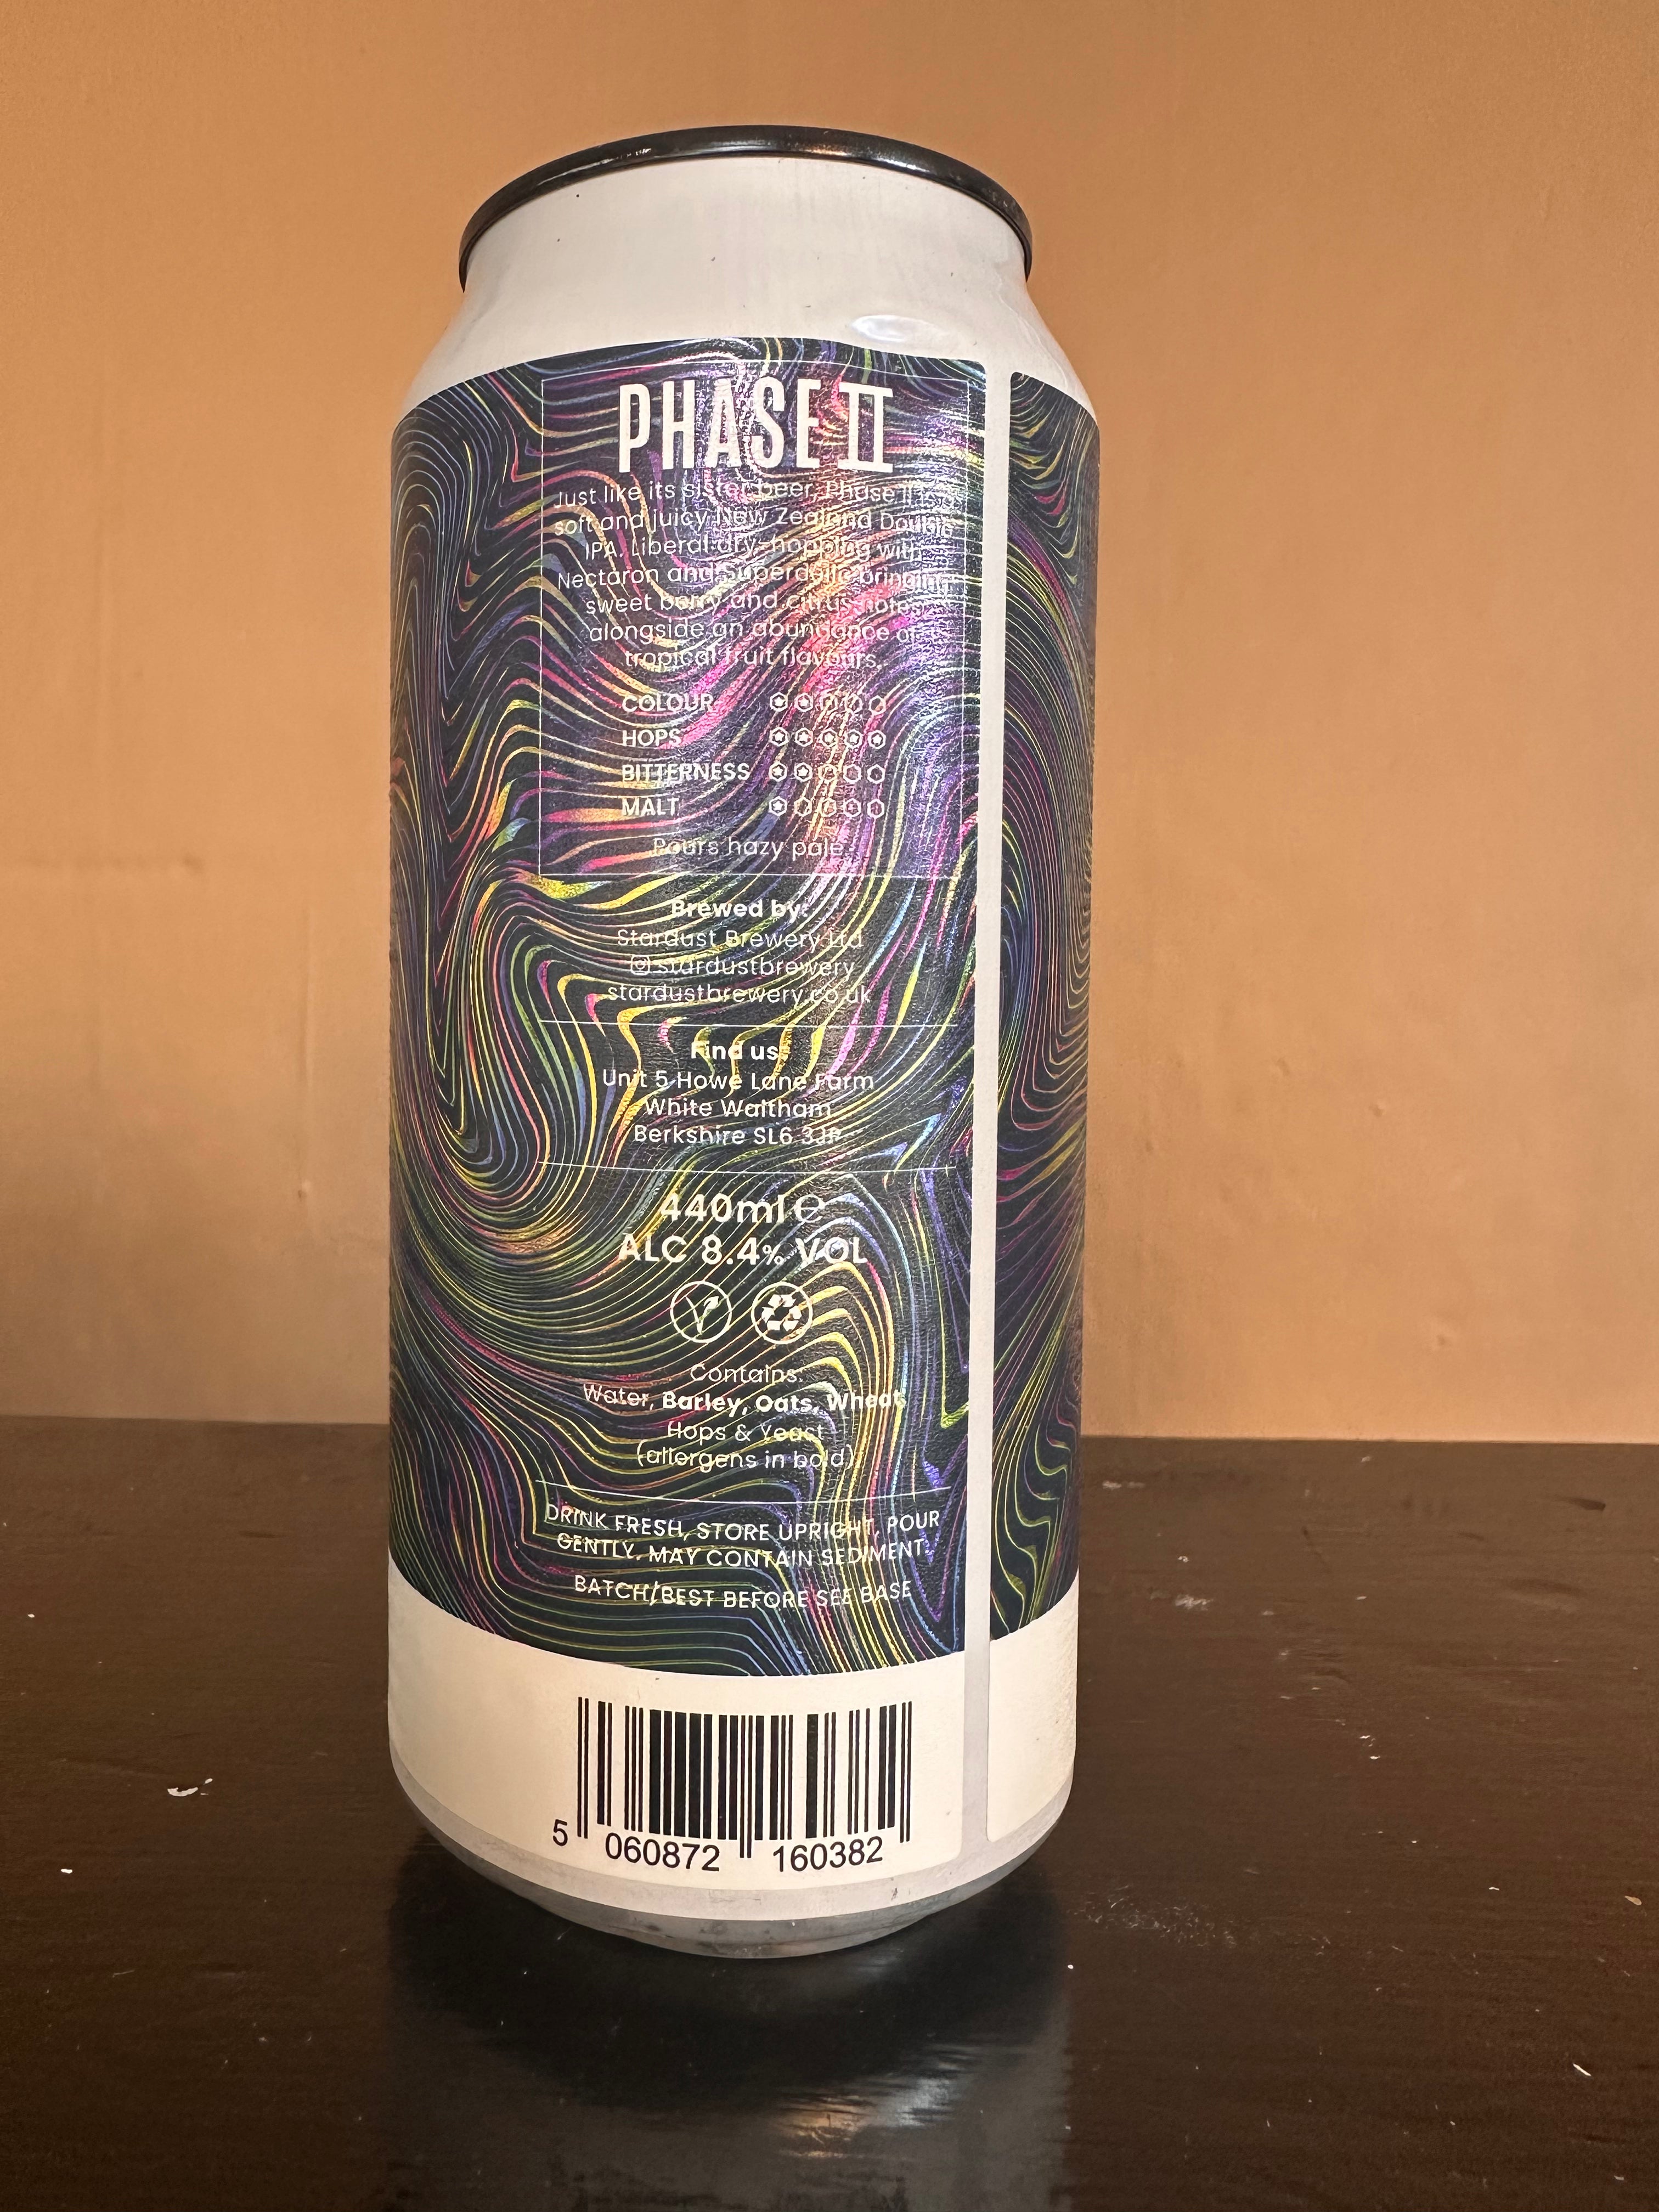 PHASE II
Just like its sister beer, Phase II is a
soft and juicy New Zealand Double
IPA. Liberal dry-hopping with
Nectaron and Superdelic bringing
sweet berry and citrus notes
alongside an abundance of
tropical fruit flavours.
COLOUR
HOPS
BITTERNESS
MALT
Pours hazy pale
Brewed by:
Stardust Brewery Ltd
stardustbrewery
stardustbrewery.co.uk
Find us:
Unit 5 Howe Lane Farm
White Waltham
Berkshire SL6 3JP
440ml e
ALC 8.4% VOL
Contains:
Water, Barley, Oats, Wheat,
Hops & Yeast
(allergens in bold)
DRINK FRESH, STORE UPRIGHT, POUR
GENTLY. MAY CONTAIN SEDIMENT.
BATCH/BEST BEFORE SEE BASE
5 060872 160382